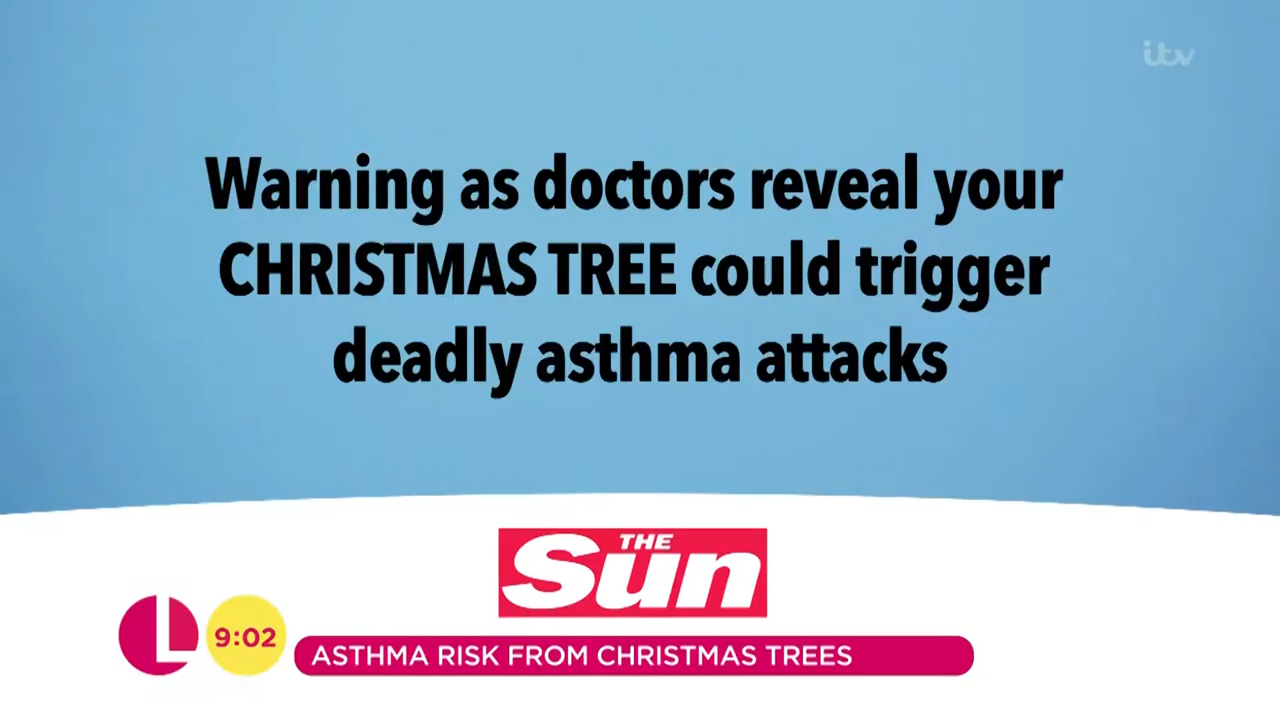 itv
Warning as doctors reveal your
CHRISTMAS TREE could trigger
deadly asthma attacks
THE
Sun
L
9:02
ASTHMA RISK FROM CHRISTMAS TREES